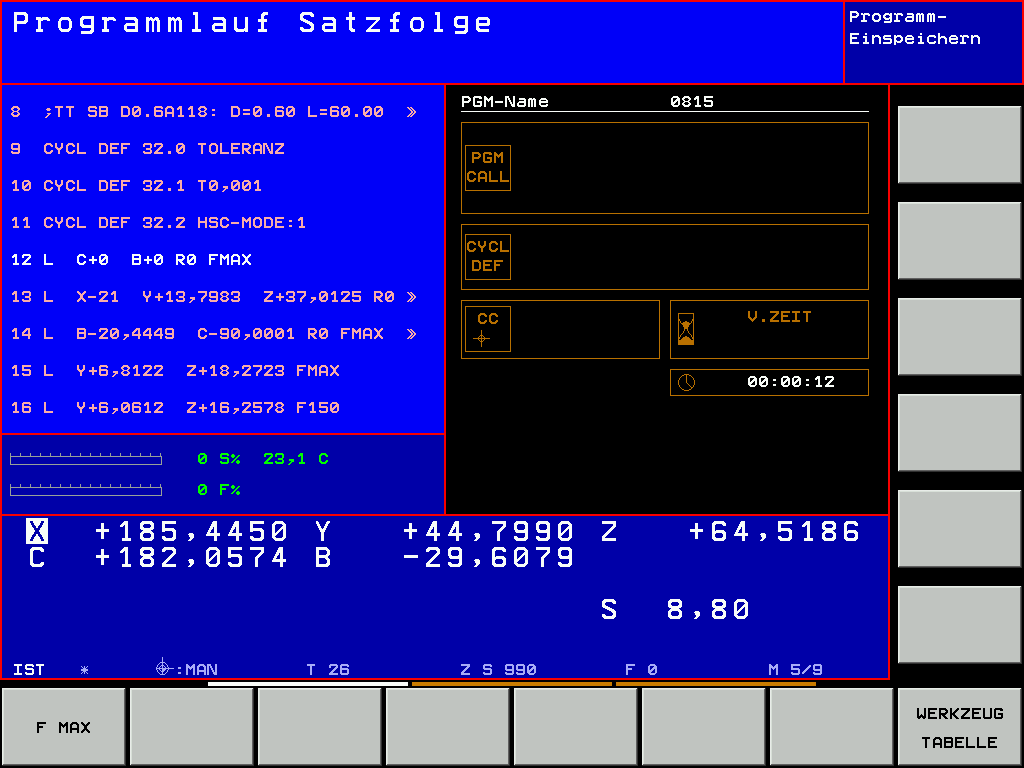 Programmlauf Satzfolge
Programm-
Einspeichern
8 ;TT SB D0.6A118: D=0.60 L=60.00 »
9 CYCL DEF 32.0 TOLERANZ
10 CYCL DEF 32.1 T0,001
11 CYCL DEF 32.2 HSC-MODE:1
12 L C+0 B+0 R0 FMAX
13 L X-21 Y+13,7983 Z+37,0125 R0 »
14 L B-20,4449 C-90,0001 R0 FMAX »
15 L Y+6,8122 Z+18,2723 FMAX
16 L Y+6,0612 Z+16,2578 F150
0 S% 23,1 C
0 F%
PGM-Name 0815
PGM
CALL
CYCL
DEF
CC
V.ZEIT
00:00:12
X +185,4450 Y +44,7990 Z +64,5186
C +182,0574 B -29,6079
S 8,80
IST * :MAN T 26 Z S 990 F 0 M 5/9
F MAX
WERKZEUG
TABELLE